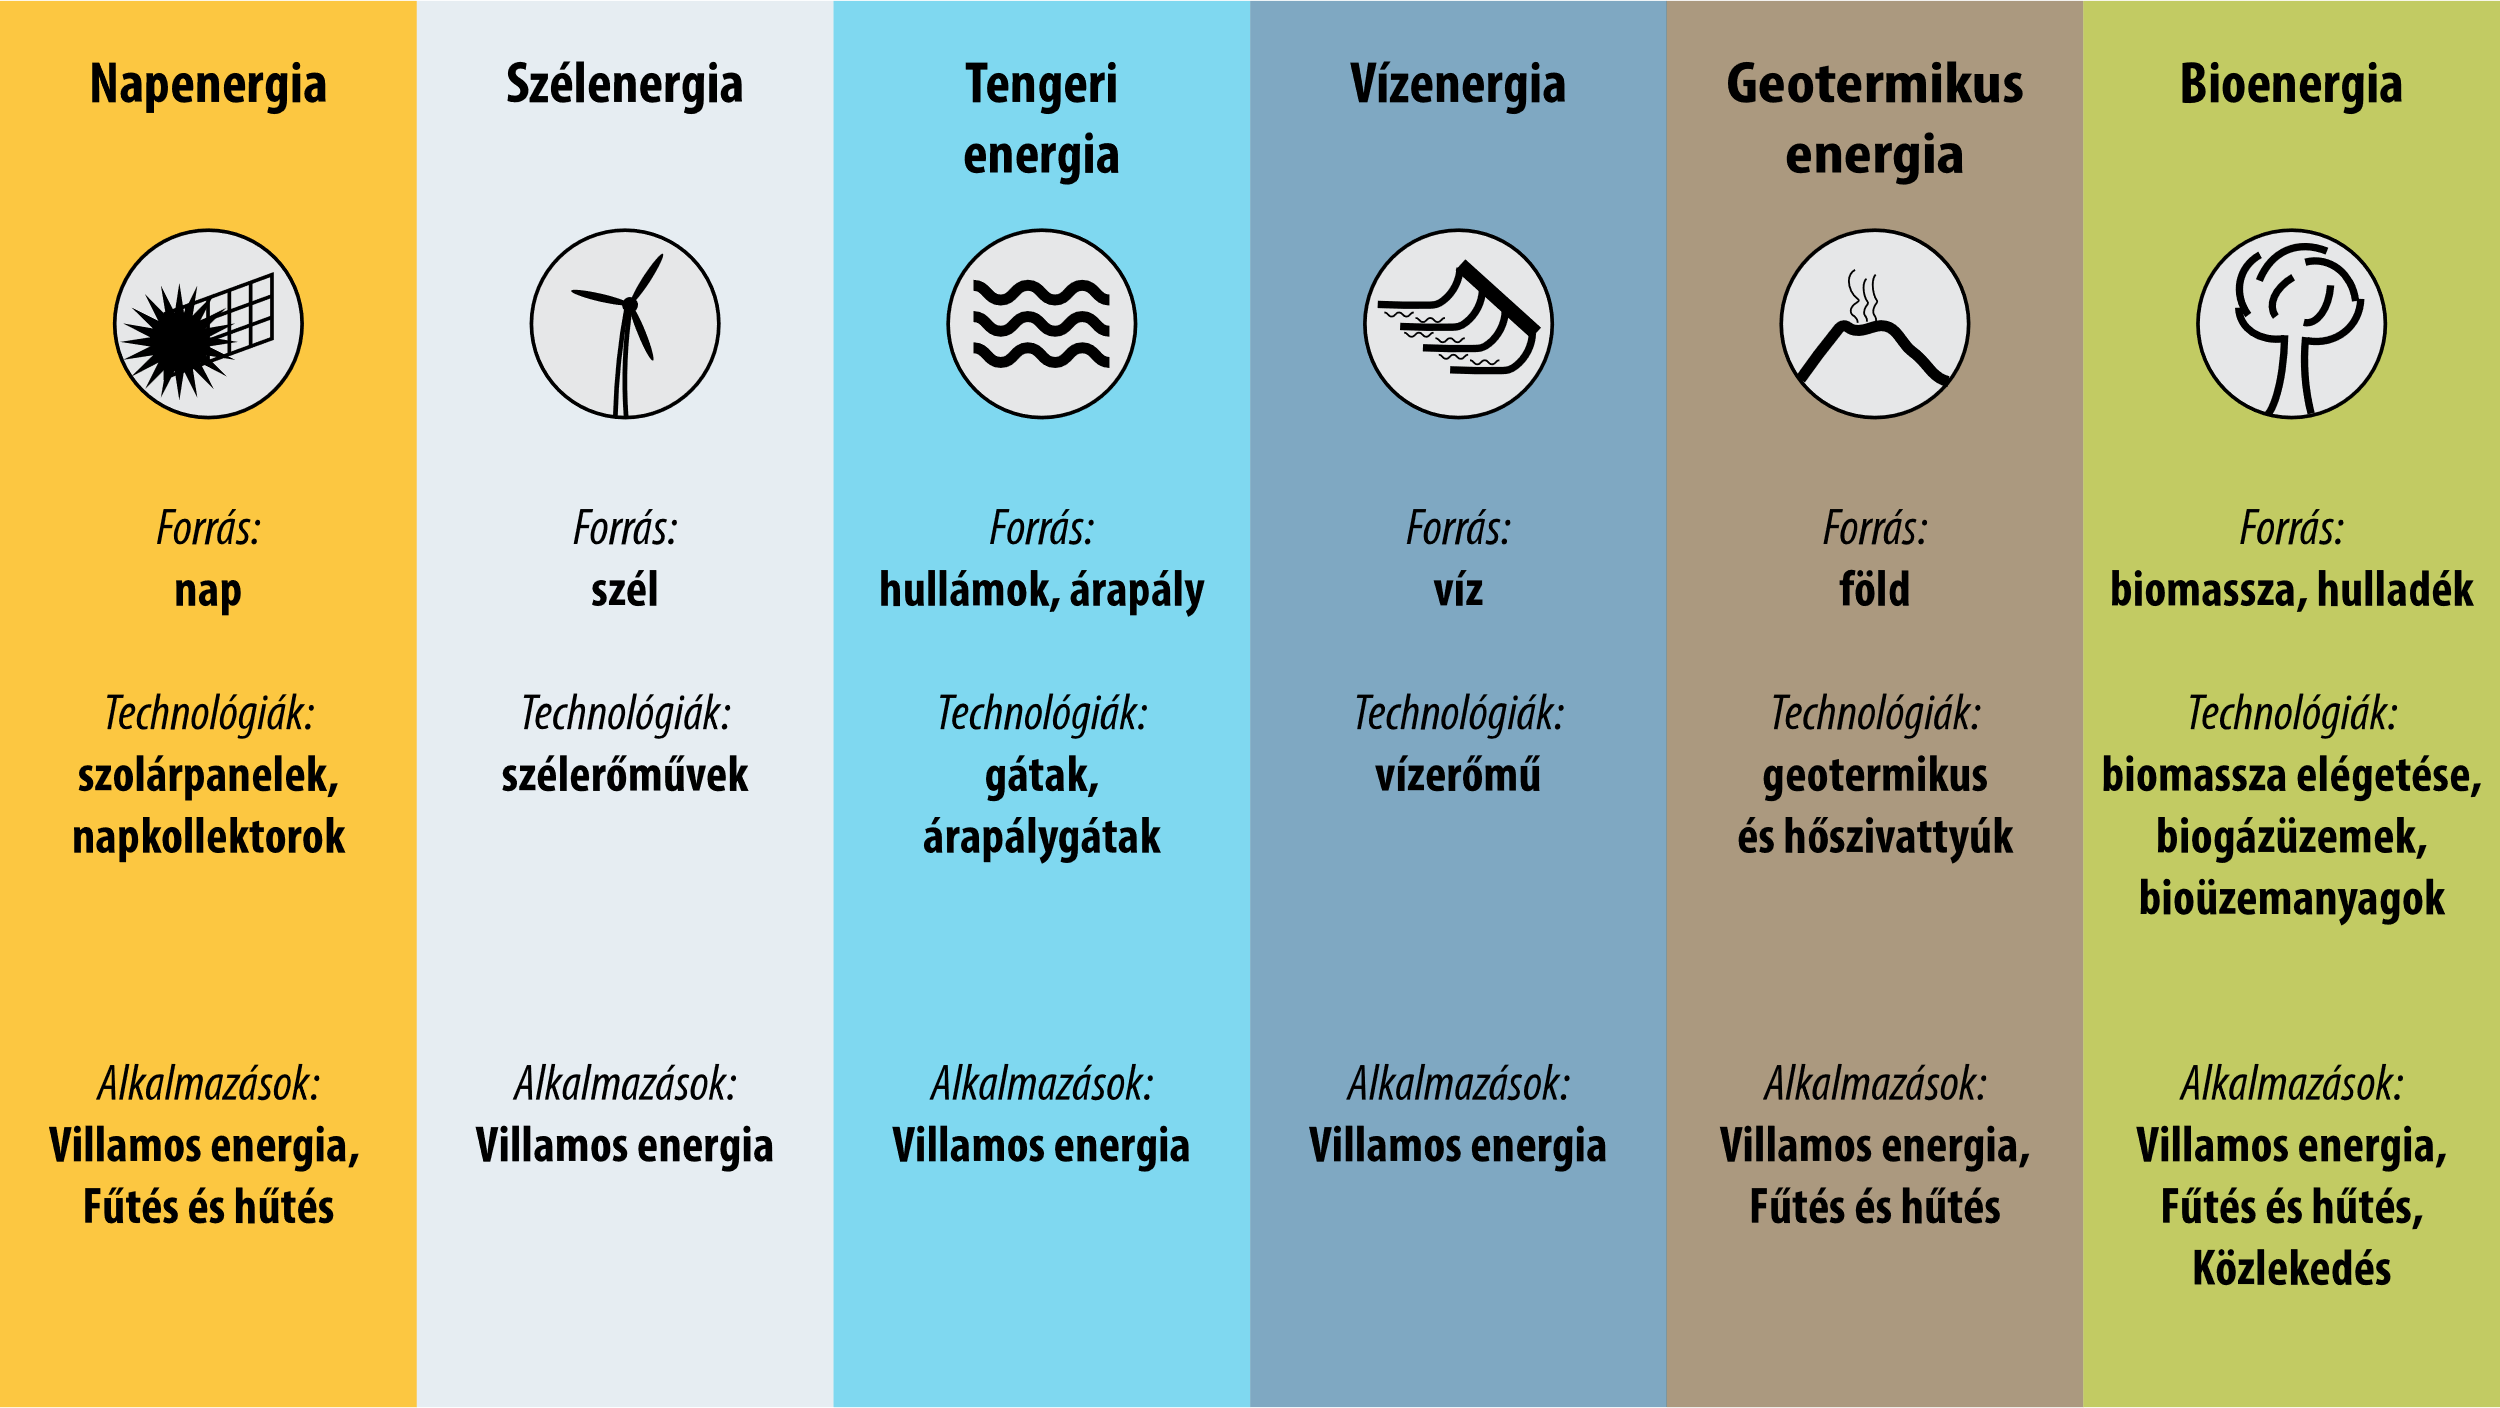 Napenergia
Forrás:
nap
Technológiák:
szolárpanelek,
napkollektorok
Alkalmazások:
Villamos energia,
Fűtés és hűtés
Szélenergia
Forrás:
szél
Technológiák:
szélerőművek
Alkalmazások:
Villamos energia
Tengeri
energia
Forrás:
hullámok, árapály
Technológiák:
gátak,
árapálygátak
Alkalmazások:
Villamos energia
Vízenergia
Forrás:
víz
Technológiák:
vízerőmű
Alkalmazások:
Villamos energia
Geotermikus
energia
Forrás:
föld
Technológiák:
geotermikus
és hőszivattyúk
Alkalmazások:
Villamos energia,
Fűtés és hűtés
Bioenergia
Forrás:
biomassza, hulladék
Technológiák:
biomassza elégetése,
biogázüzemek,
bioüzemanyagok
Alkalmazások:
Villamos energia,
Fűtés és hűtés,
Közlekedés